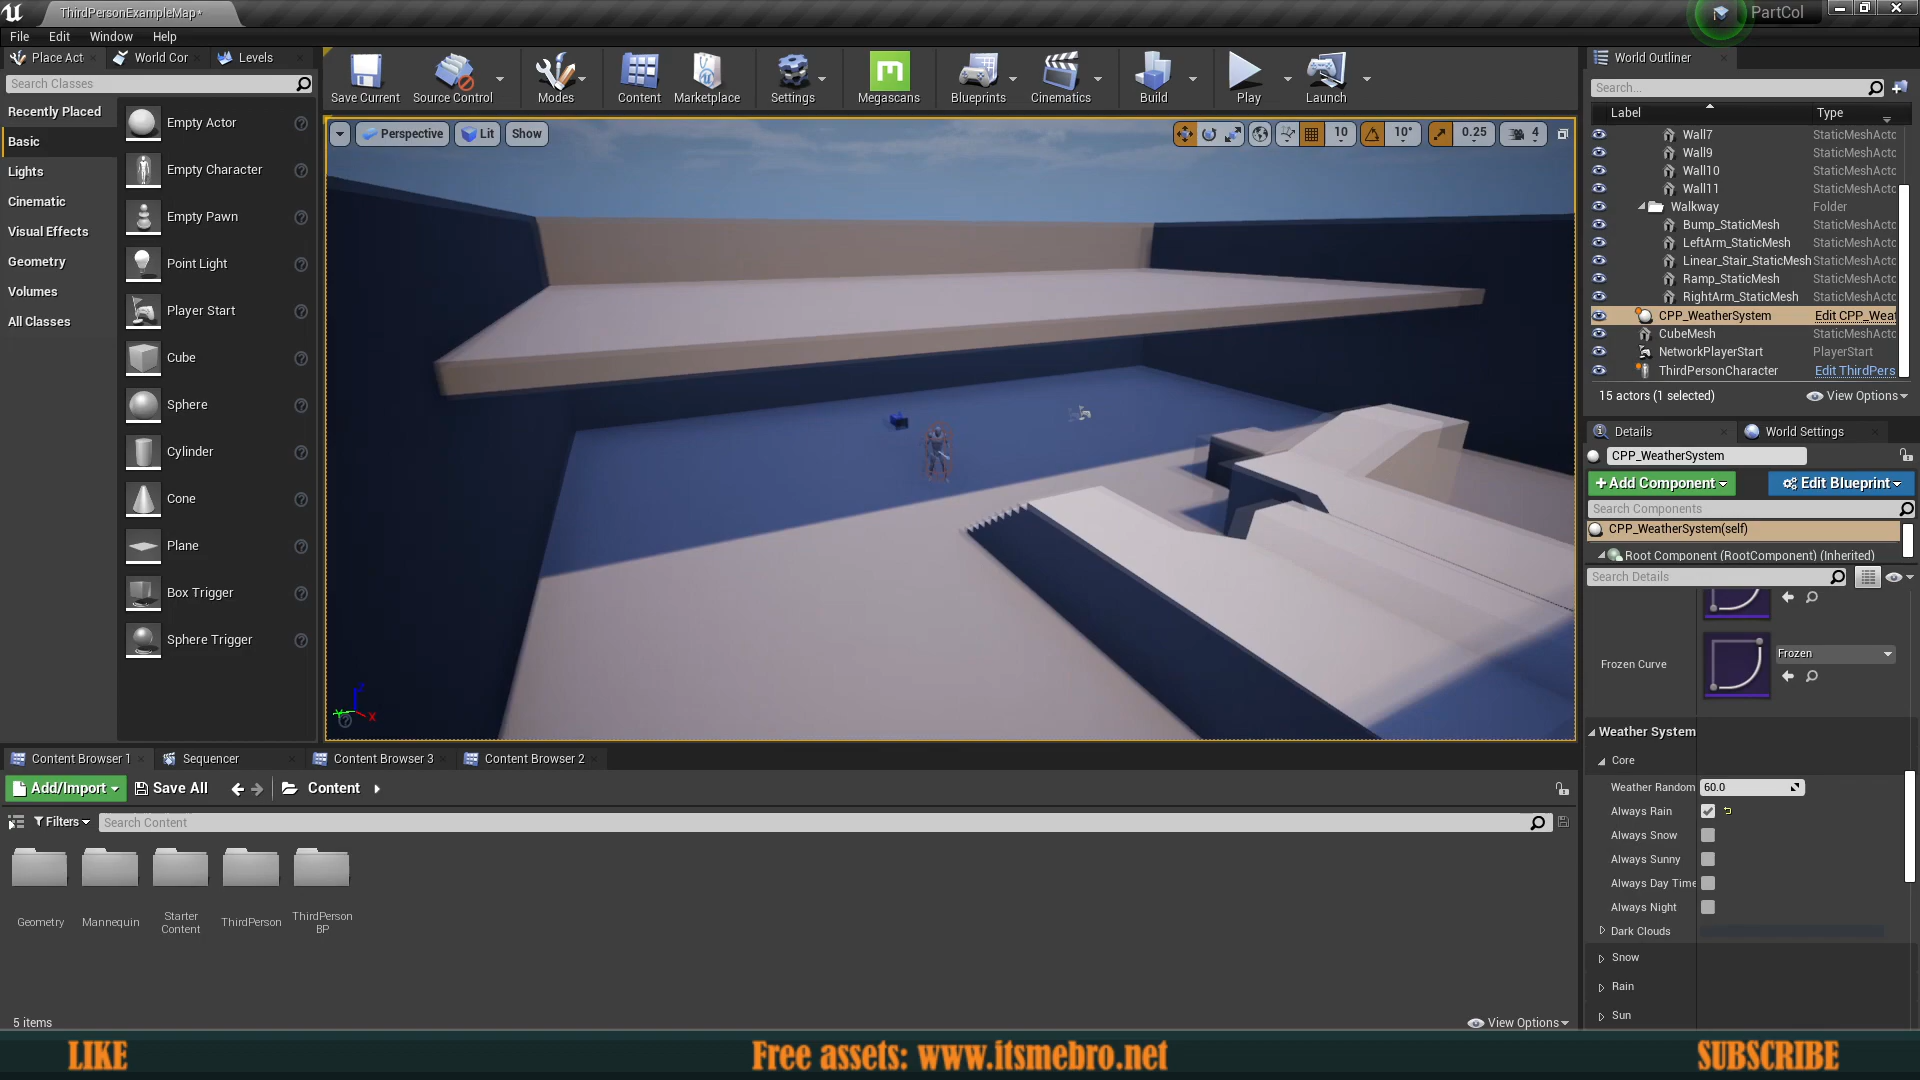 ThirdPersonExampleMap*
PartCol
File Edit Window Help
Place Act World Cor Levels
Search Classes
Recently Placed
Basic
Lights
Cinematic
Visual Effects
Geometry
Volumes
All Classes
Empty Actor
Empty Character
Empty Pawn
Point Light
Player Start
Cube
Sphere
Cylinder
Cone
Plane
Box Trigger
Sphere Trigger
Save Current Source Control Modes Content Marketplace Settings Megascans Blueprints Cinematics Build Play Launch
Perspective Lit Show
10 10° 0.25 4
X
World Outliner
Search...
Label Type
Wall7 StaticMeshActo
Wall9 StaticMeshActo
Wall10 StaticMeshActo
Wall11 StaticMeshActo
Walkway Folder
Bump_StaticMesh StaticMeshActo
LeftArm_StaticMesh StaticMeshActo
Linear_Stair_StaticMesh StaticMeshActo
Ramp_StaticMesh StaticMeshActo
RightArm_StaticMesh StaticMeshActo
CPP_WeatherSystem Edit CPP_Weat
CubeMesh StaticMeshActo
NetworkPlayerStart PlayerStart
ThirdPersonCharacter Edit ThirdPers
15 actors (1 selected) View Options
Details World Settings
CPP_WeatherSystem
+Add Component Edit Blueprint
Search Components
CPP_WeatherSystem(self)
Root Component (RootComponent) (Inherited)
Search Details
Frozen Curve Frozen
Weather System
Core
Weather Random 60.0
Always Rain
Always Snow
Always Sunny
Always Day Time
Always Night
Dark Clouds
Snow
Rain
Sun
Content Browser 1 Sequencer Content Browser 3 Content Browser 2
Add/Import Save All Content
Filters Search Content
Geometry Mannequin Starter Content ThirdPerson ThirdPerson BP
5 items View Options
LIKE Free assets: www.itsmebro.net SUBSCRIBE